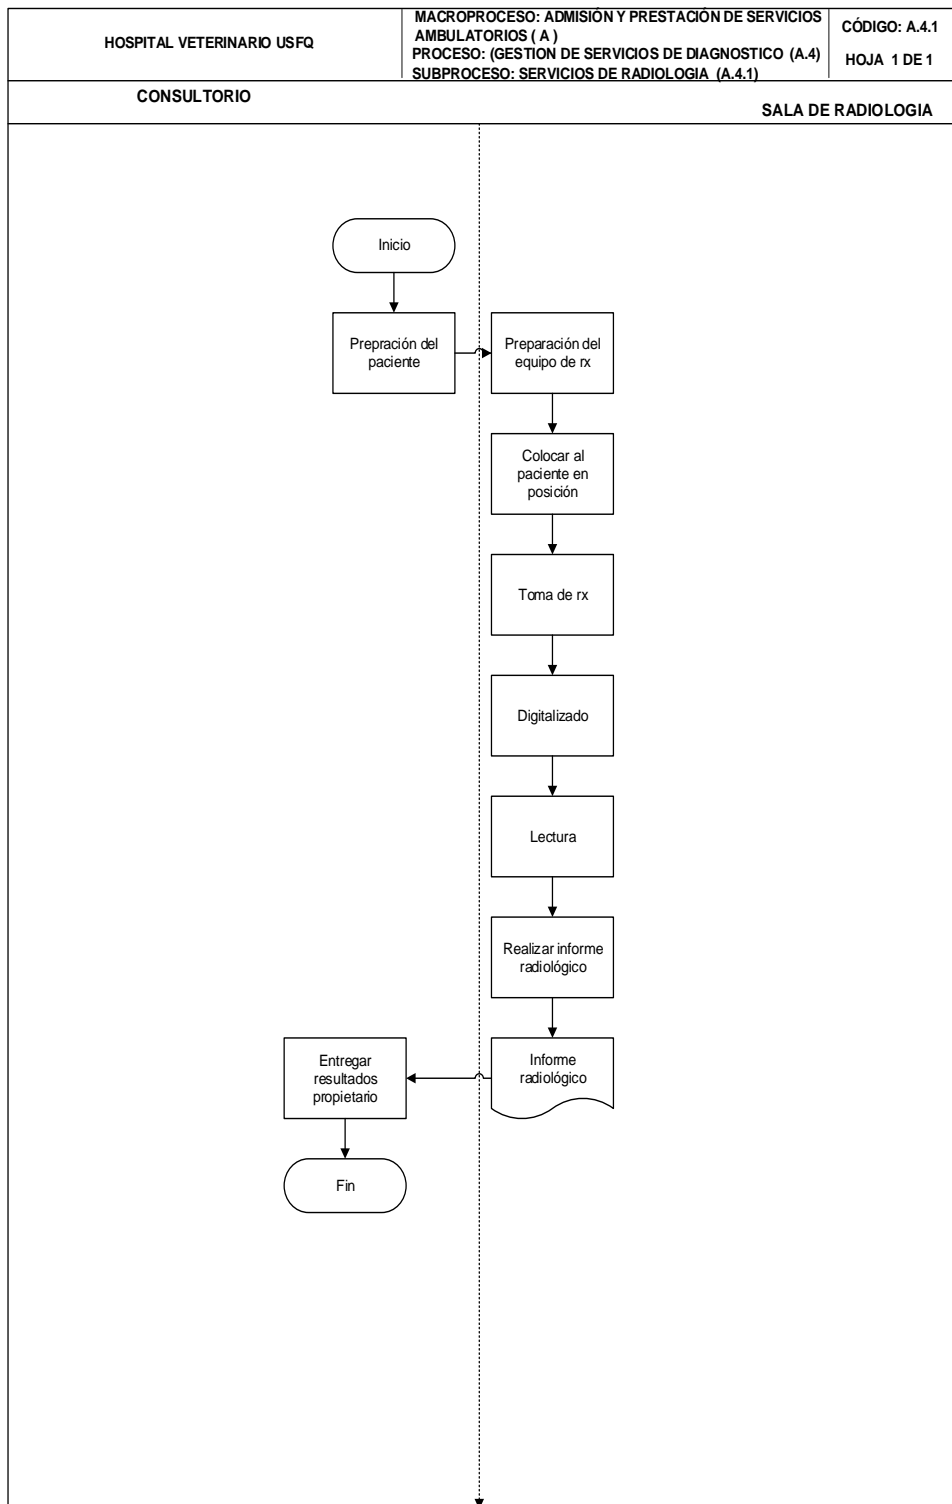 HOSPITAL VETERINARIO USFQ
MACROPROCESO: ADMISIÓN Y PRESTACIÓN DE SERVICIOS
AMBULATORIOS ( A )
PROCESO: (GESTION DE SERVICIOS DE DIAGNOSTICO (A.4)
SUBPROCESO: SERVICIOS DE RADIOLOGIA (A.4.1)
CÓDIGO: A.4.1
HOJA 1 DE 1
CONSULTORIO
SALA DE RADIOLOGIA
Inicio
Prepración del
paciente
Preparación del
equipo de rx
Colocar al
paciente en
posición
Toma de rx
Digitalizado
Lectura
Realizar informe
radiológico
Informe
radiológico
Entregar
resultados
propietario
Fin